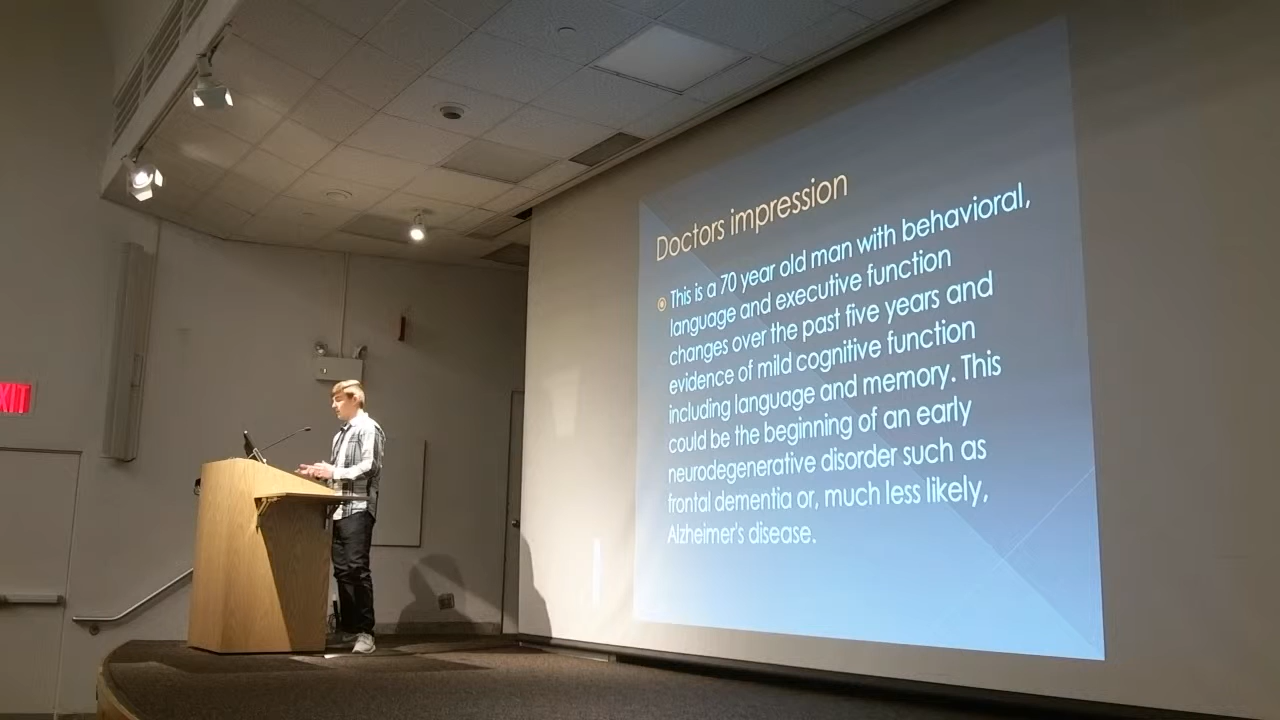 Doctors impression
This is a 70 year old man with behavioral,
language and executive function
changes over the past five years and
evidence of mild cognitive function
including language and memory. This
could be the beginning of an early
neurodegenerative disorder such as
frontal dementia or, much less likely,
Alzheimer's disease.
XIT